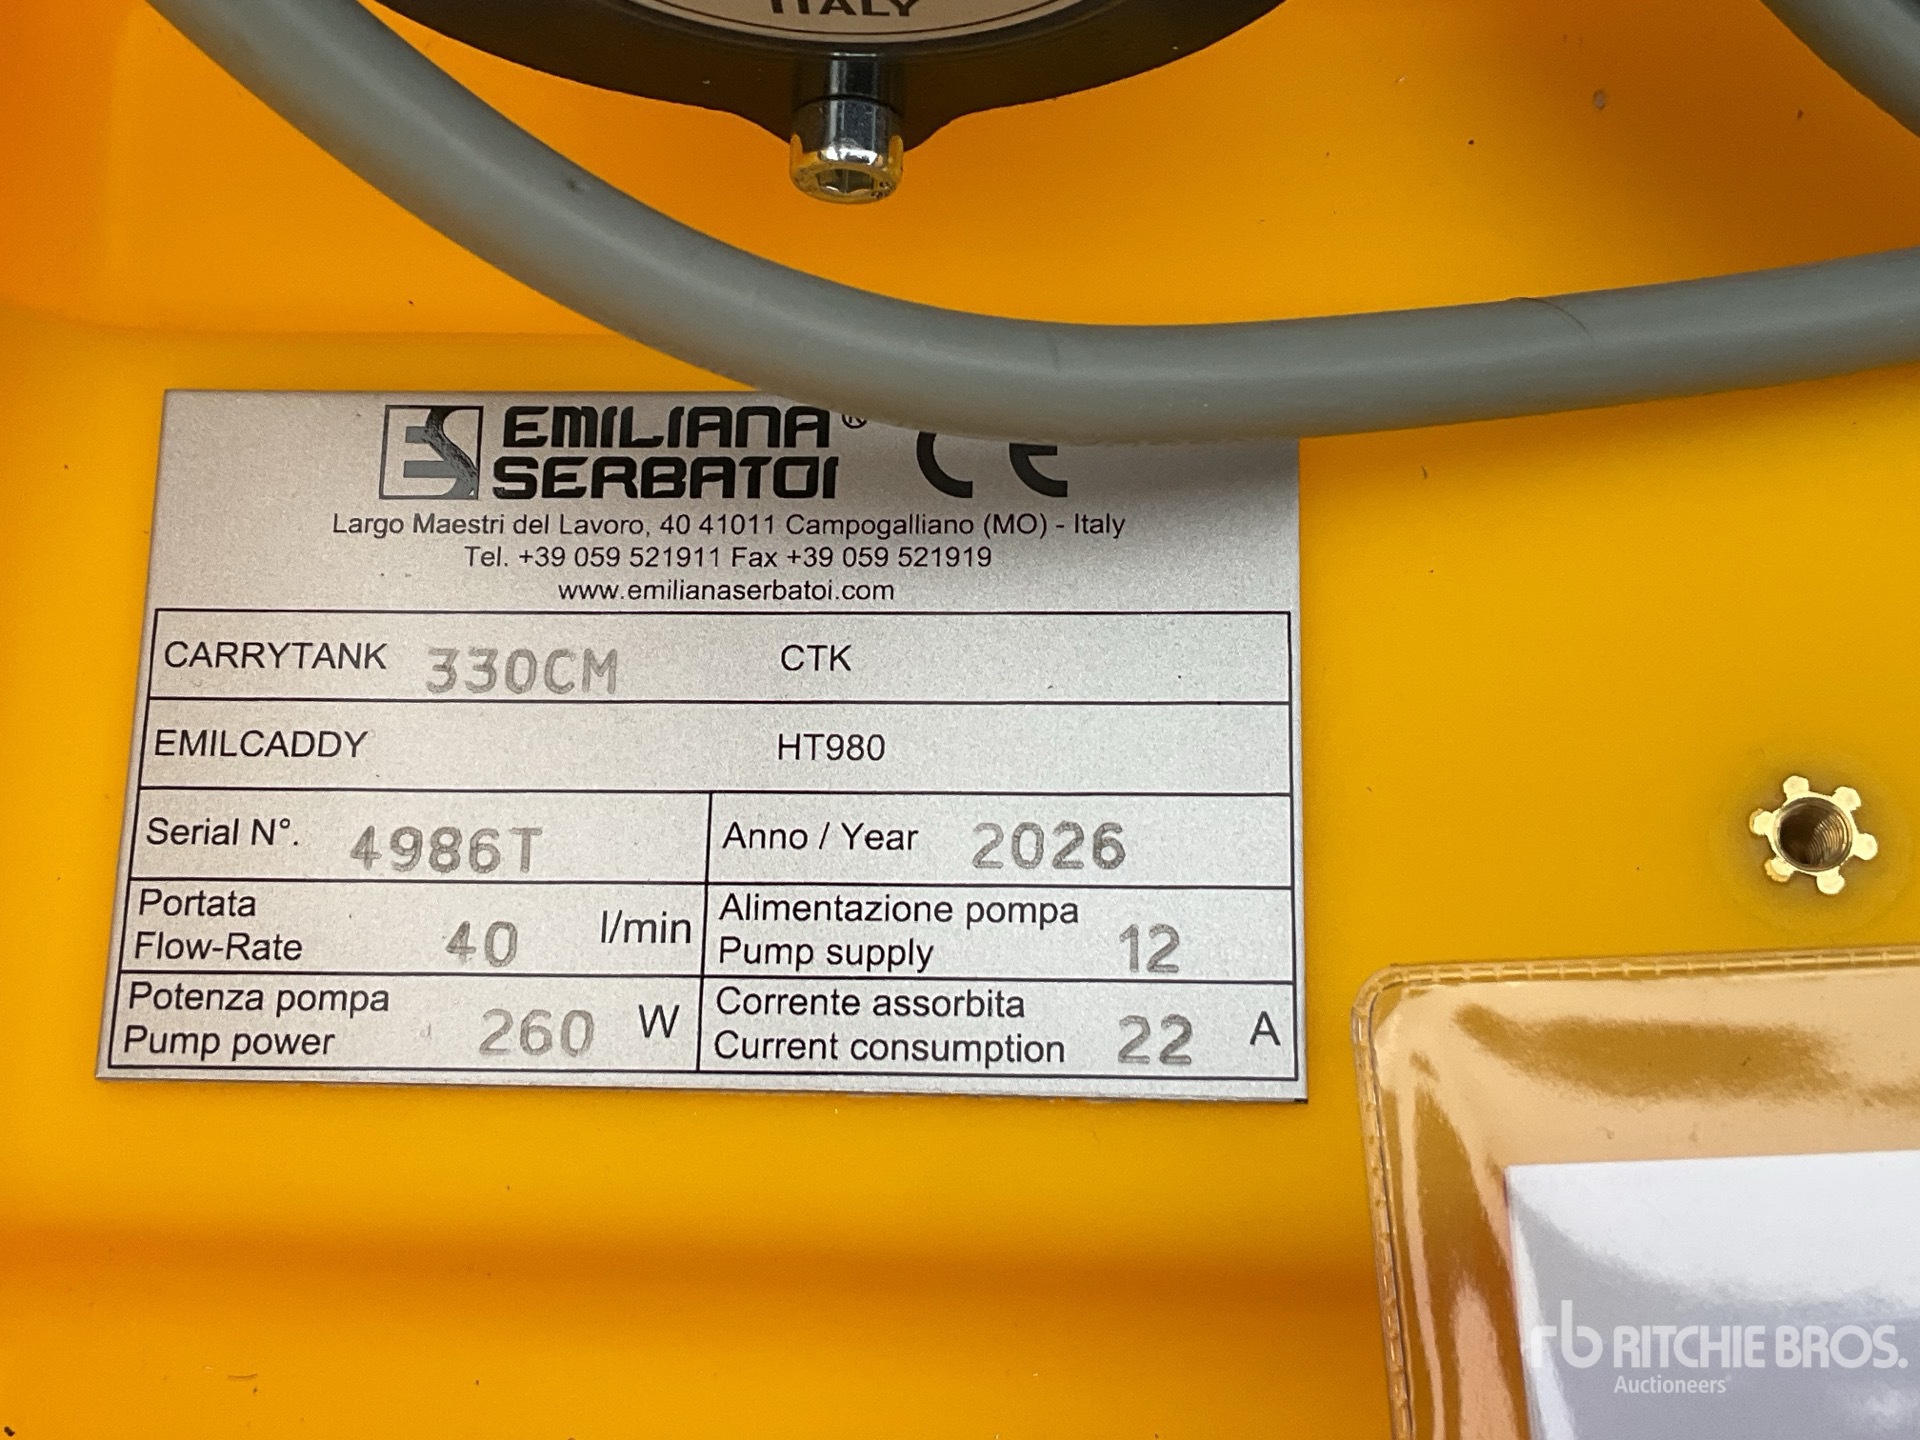 ITALY
ES EMILIANA®
SERBATOI CE
Largo Maestri del Lavoro, 40 41011 Campogalliano (MO) - Italy
Tel. +39 059 521911 Fax +39 059 521919
www.emilianaserbatoi.com
CARRYTANK 330CM CTK
EMILCADDY HT980
Serial N°. 4986T Anno / Year 2026
Portata
Flow-Rate 40 l/min
Alimentazione pompa
Pump supply 12
Potenza pompa
Pump power 260 W
Corrente assorbita
Current consumption 22 A
rb RITCHIE BROS.
Auctioneers